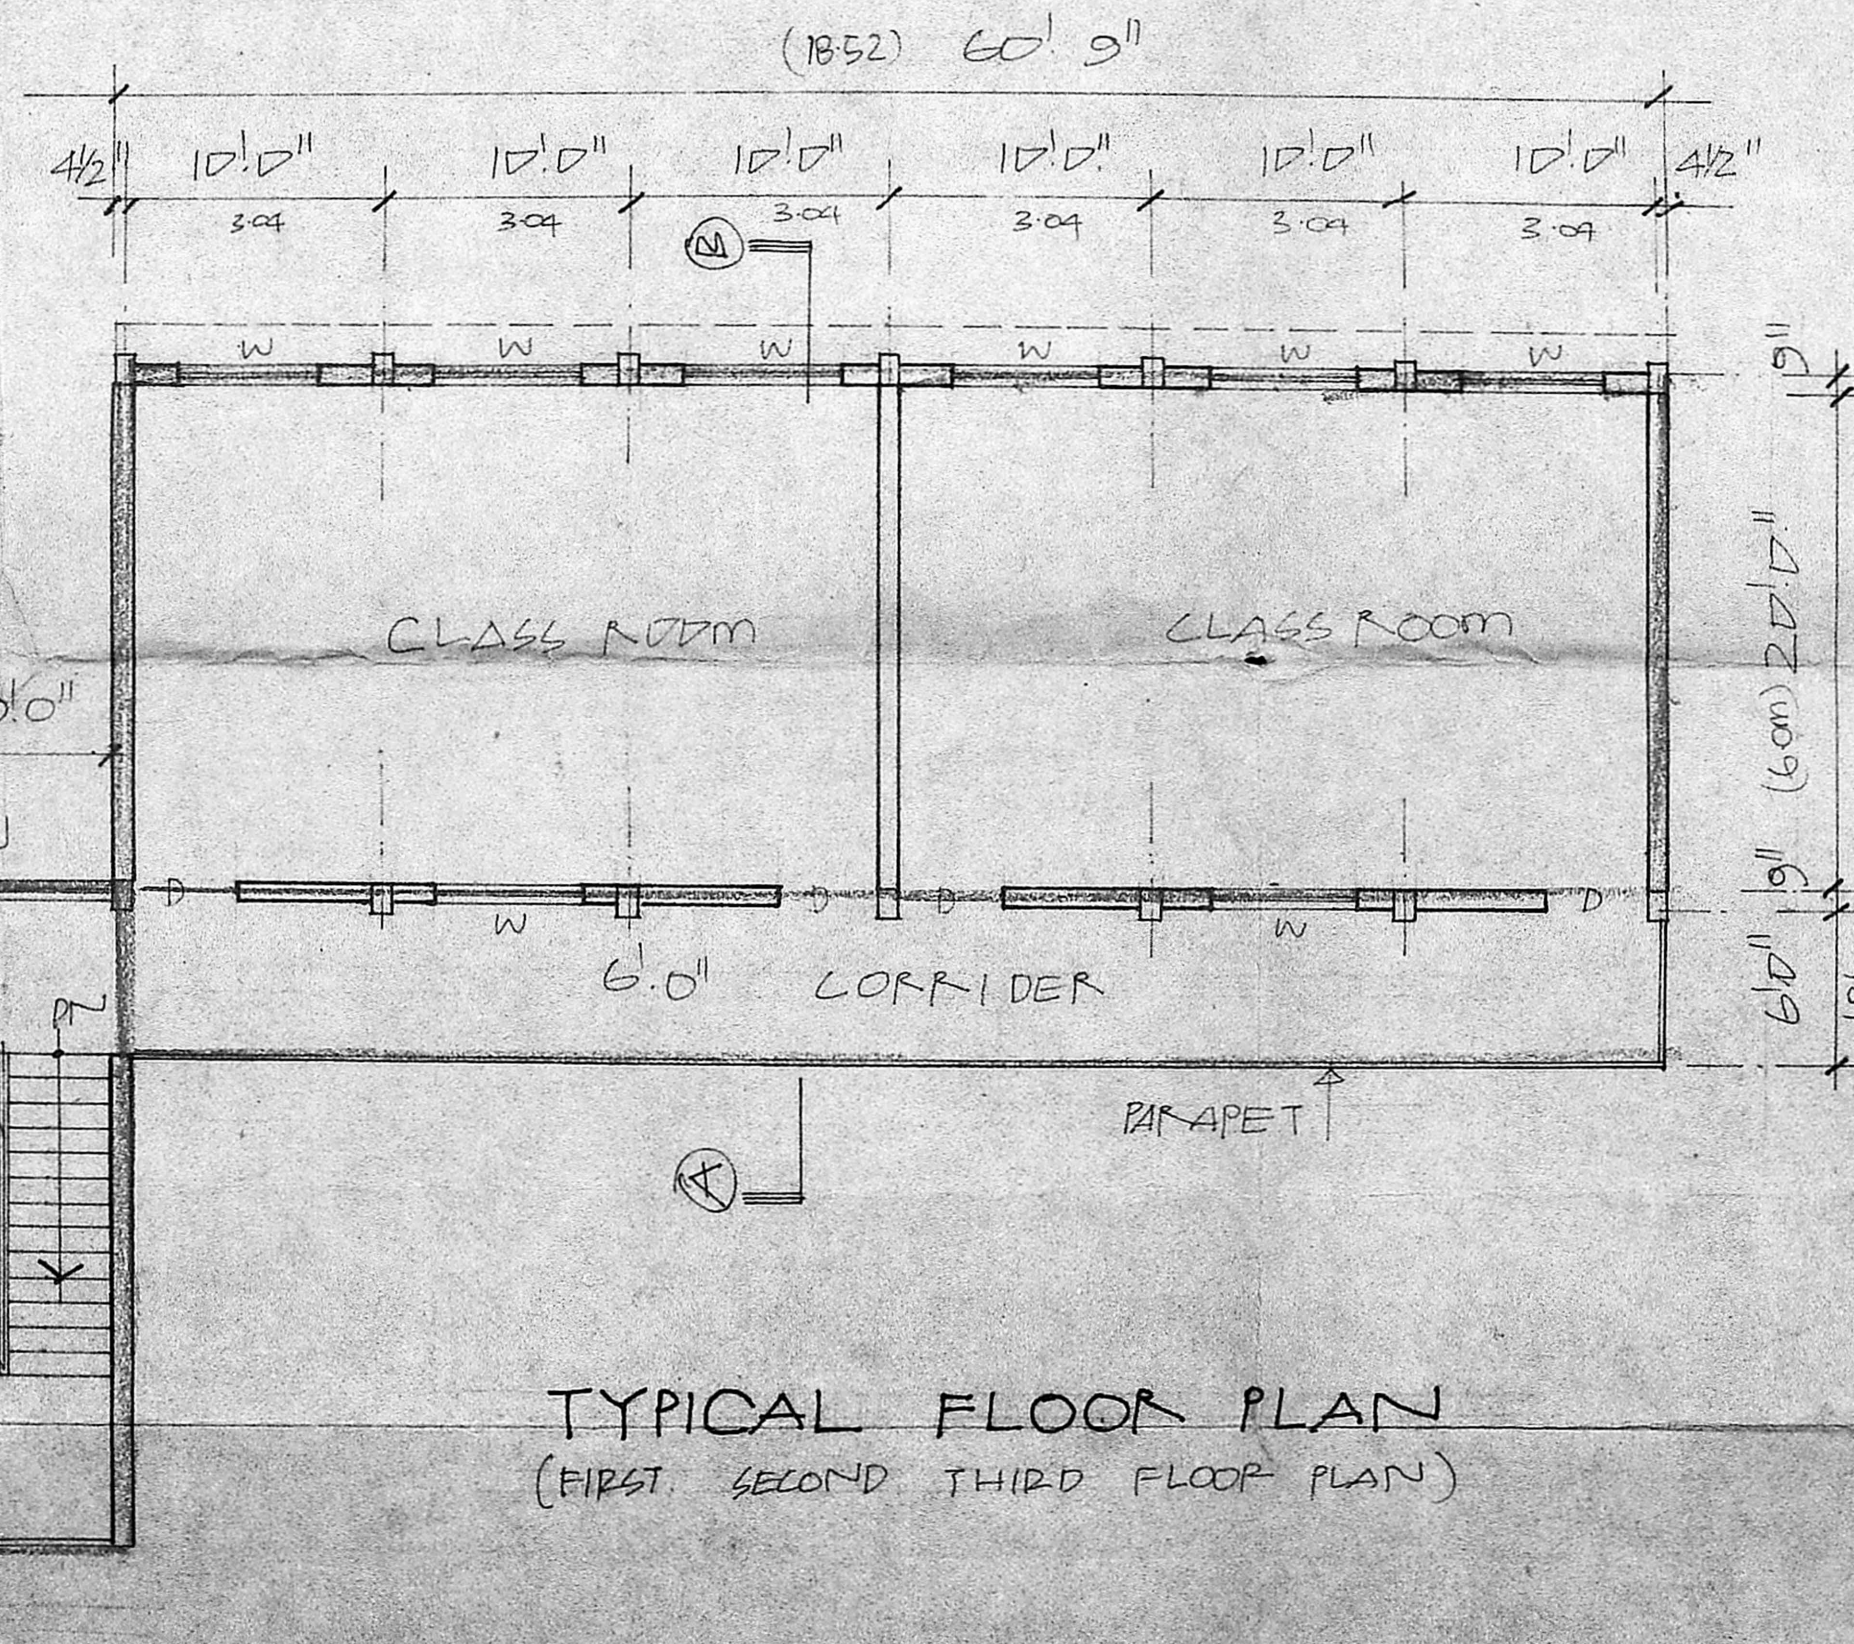 (18.52) 60' 9"
4½" 10'.0" 10'.0" 10'.0" 10'.0" 10'.0" 10'.0" 4½"
3.04 3.04 3.04 3.04 3.04 3.04
B
W W W W W W
9"
CLASS ROOM CLASS ROOM
(6.0m) 20'.0"
0'.0"
D D D D
9"
W W
6'.0" CORRIDER
6'.0"
DN
PARAPET
A
TYPICAL FLOOR PLAN
(FIRST. SECOND. THIRD FLOOR PLAN)